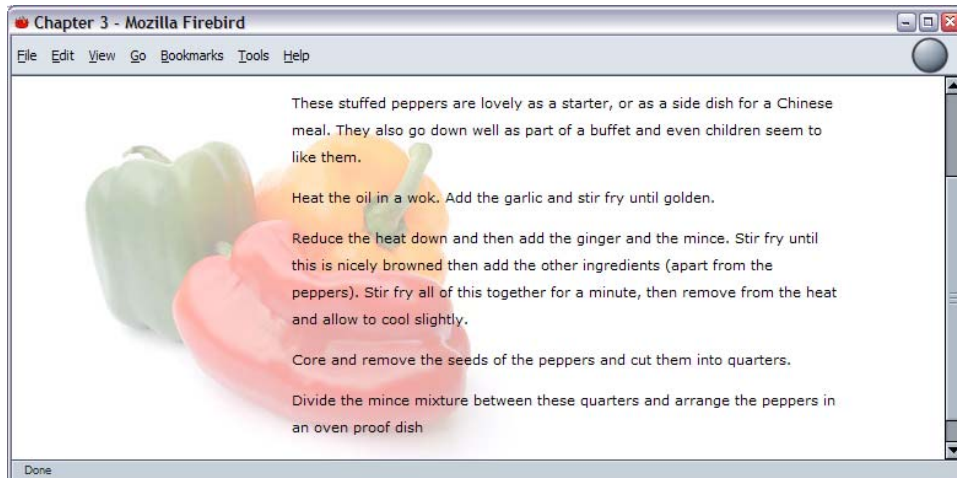 Chapter 3 - Mozilla Firebird
File Edit View Go Bookmarks Tools Help
These stuffed peppers are lovely as a starter, or as a side dish for a Chinese
meal. They also go down well as part of a buffet and even children seem to
like them.
Heat the oil in a wok. Add the garlic and stir fry until golden.
Reduce the heat down and then add the ginger and the mince. Stir fry until
this is nicely browned then add the other ingredients (apart from the
peppers). Stir fry all of this together for a minute, then remove from the heat
and allow to cool slightly.
Core and remove the seeds of the peppers and cut them into quarters.
Divide the mince mixture between these quarters and arrange the peppers in
an oven proof dish
Done